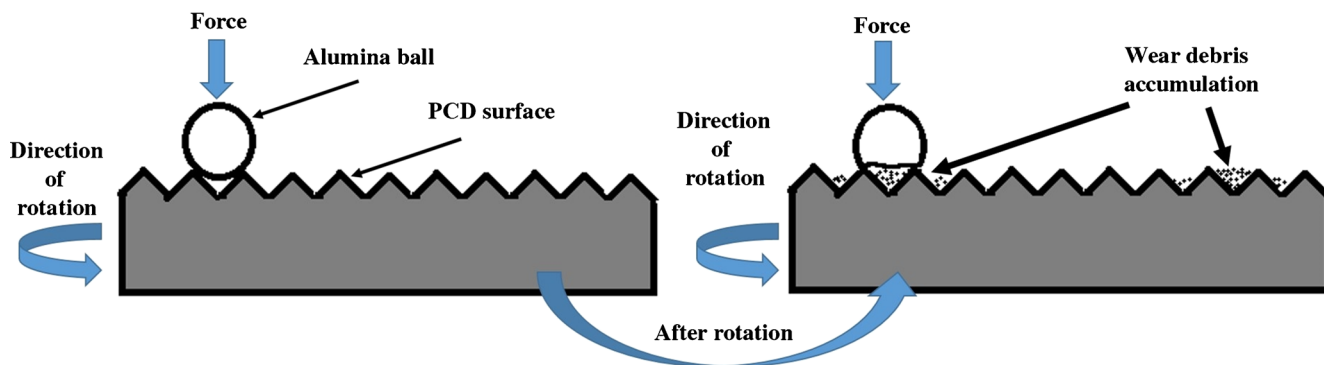 Force
Alumina ball
PCD surface
Direction
of
rotation
After rotation
Force
Wear debris
accumulation
Direction
of
rotation